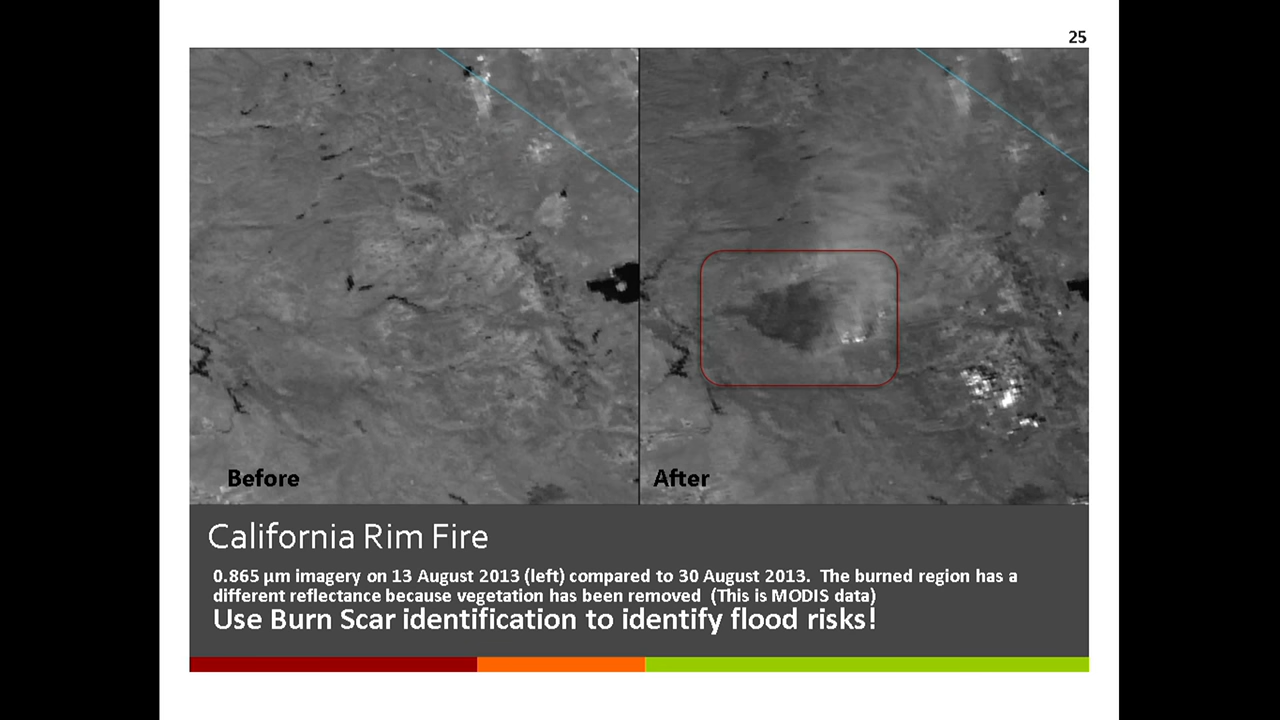 25
Before
After
California Rim Fire
0.865 µm imagery on 13 August 2013 (left) compared to 30 August 2013.  The burned region has a
different reflectance because vegetation has been removed  (This is MODIS data)
Use Burn Scar identification to identify flood risks!